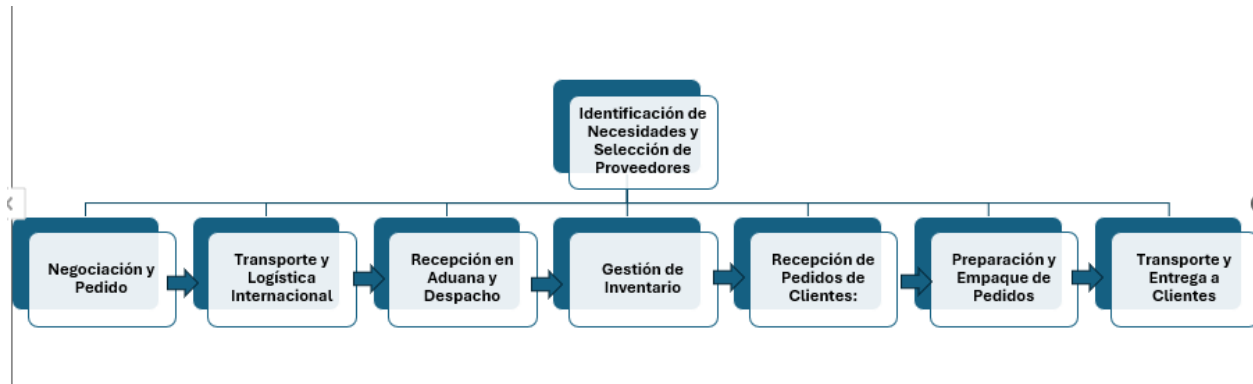 Identificación de
Necesidades y
Selección de
Proveedores
Negociación y
Pedido
Transporte y
Logística
Internacional
Recepción en
Aduana y
Despacho
Gestión de
Inventario
Recepción de
Pedidos de
Clientes:
Preparación y
Empaque de
Pedidos
Transporte y
Entrega a
Clientes